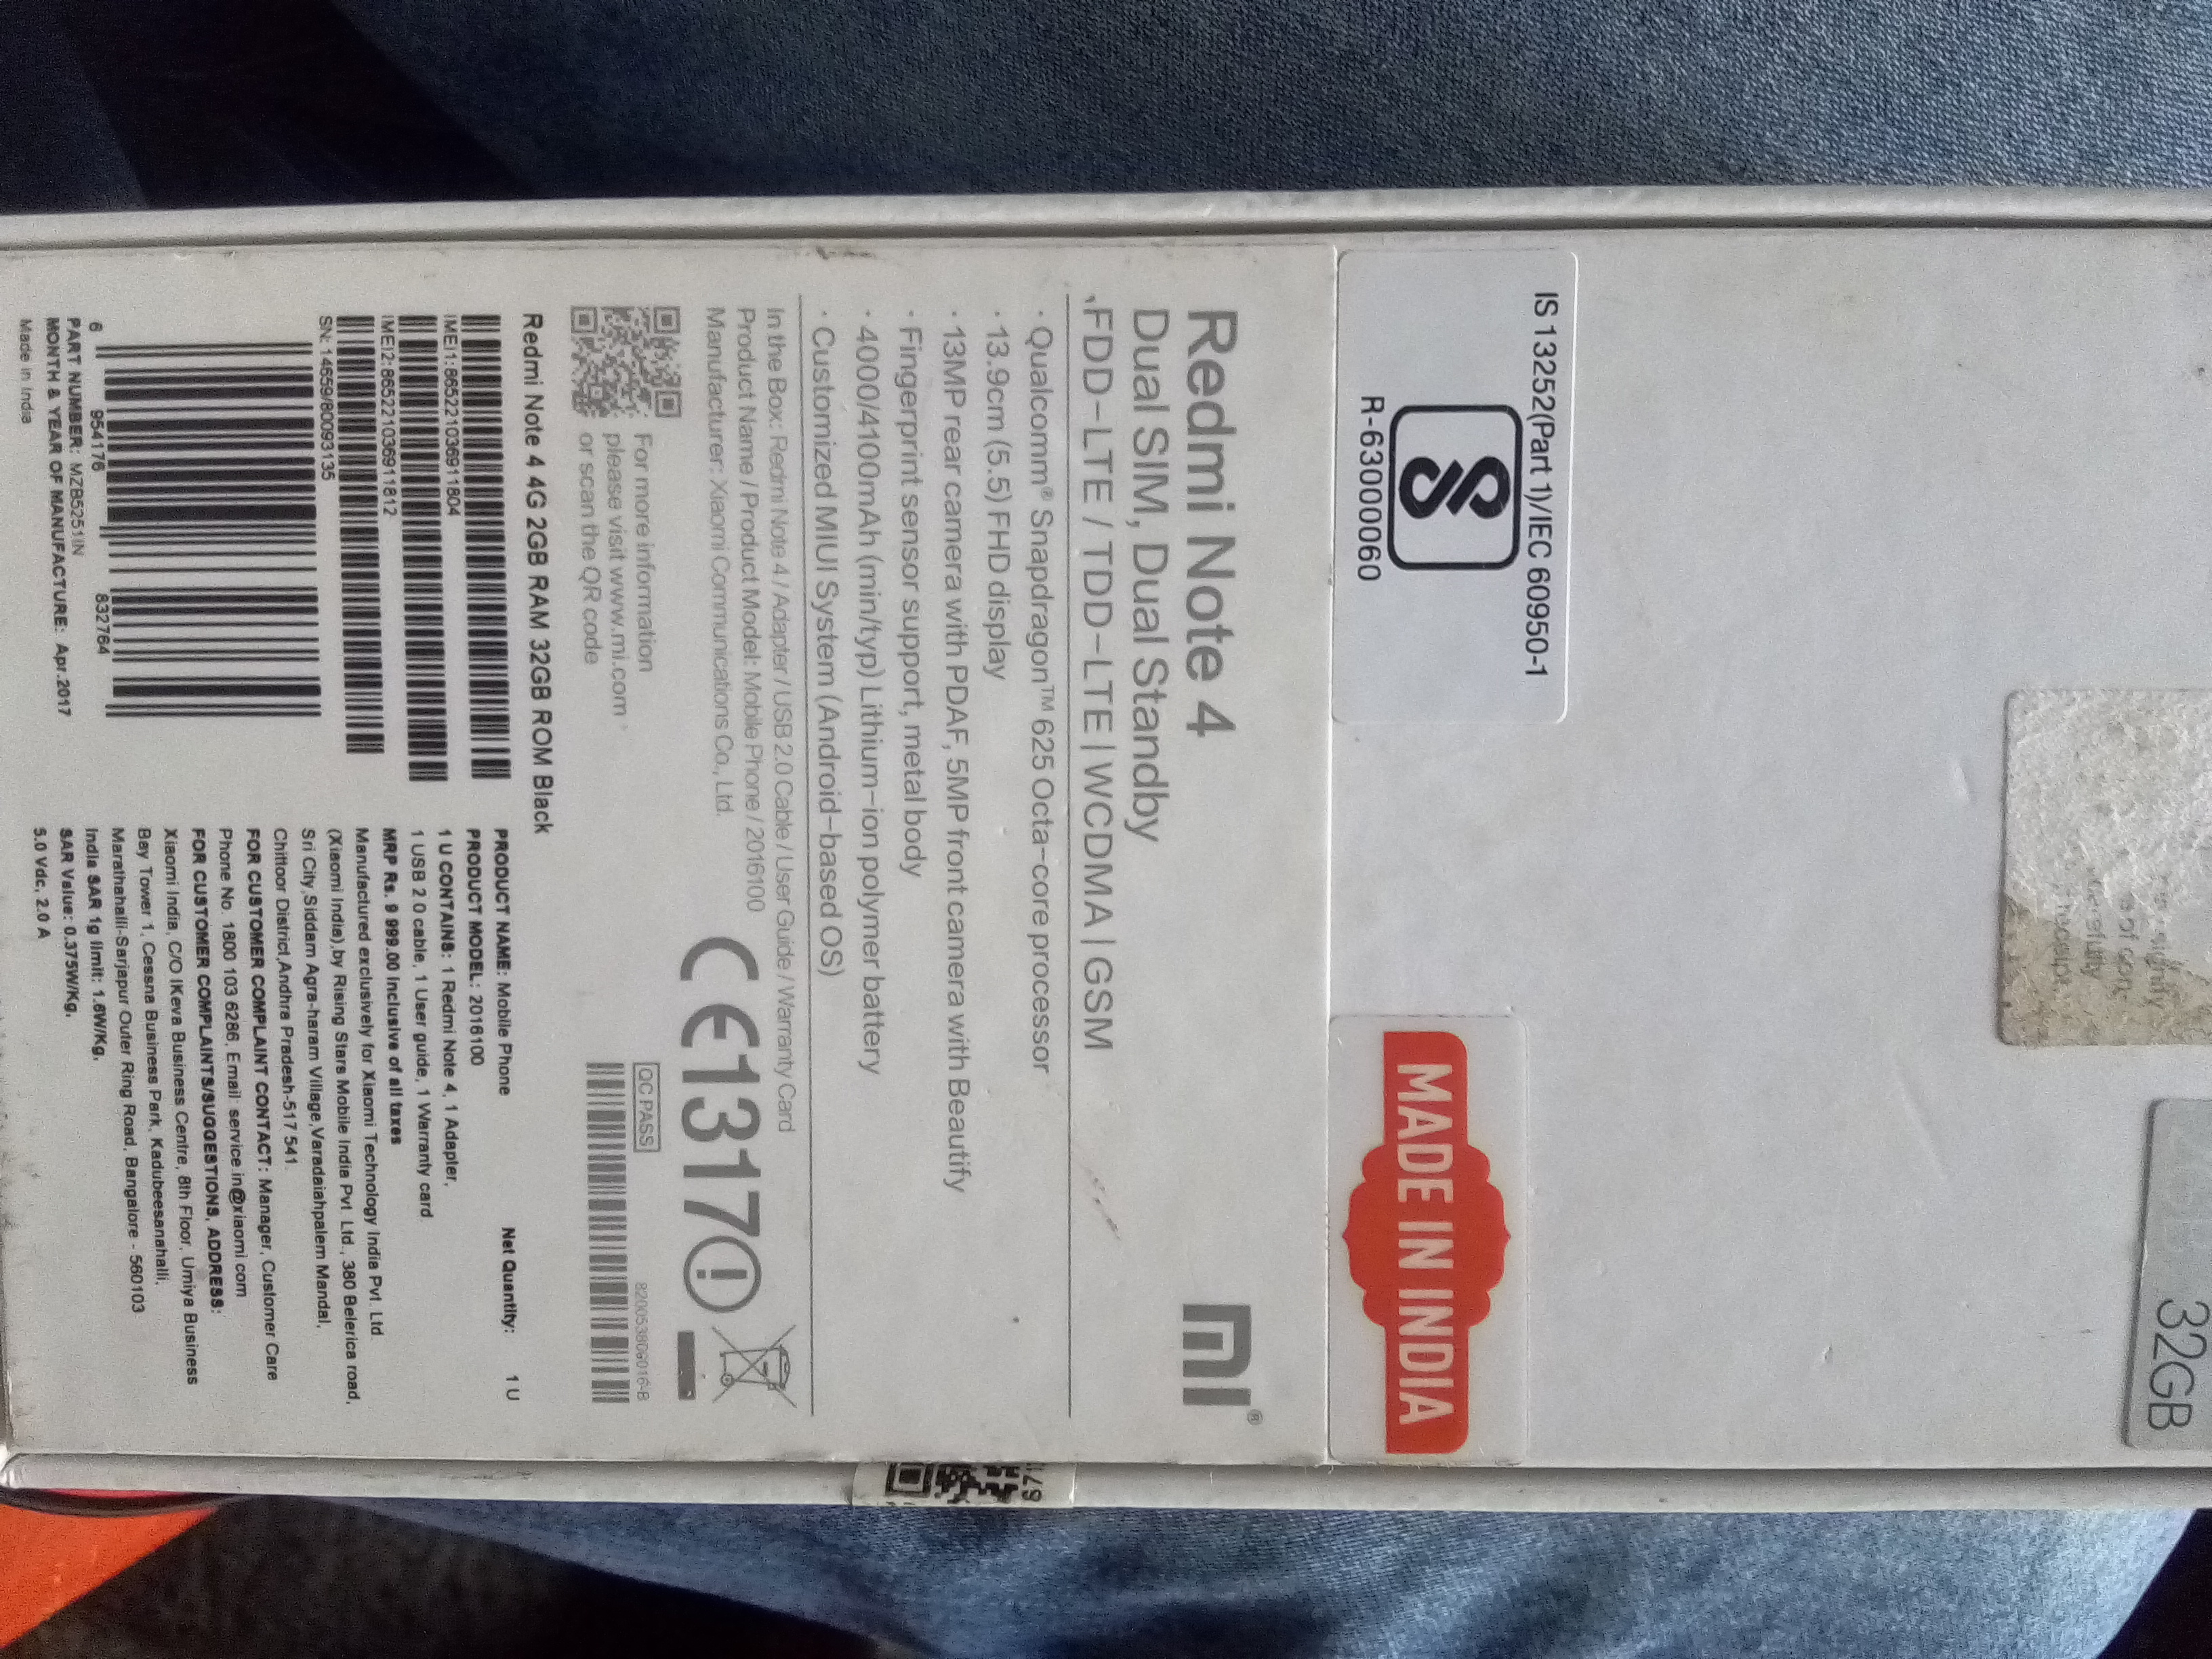 32GB
IS 13252(Part 1)/IEC 60950-1
R-63000060
MADE IN INDIA
Redmi Note 4
mi®
Dual SIM, Dual Standby
FDD-LTE / TDD-LTE | WCDMA | GSM
· Qualcomm® Snapdragon™ 625 Octa-core processor
· 13.9cm (5.5) FHD display
· 13MP rear camera with PDAF, 5MP front camera with Beautify
· Fingerprint sensor support, metal body
· 4000/4100mAh (min/typ) Lithium-ion polymer battery
· Customized MIUI System (Android-based OS)
In the Box: Redmi Note 4 / Adapter / USB 2.0 Cable / User Guide / Warranty Card
Product Name / Product Model: Mobile Phone / 2016100
Manufacturer: Xiaomi Communications Co., Ltd.
CE1317
For more information
please visit www.mi.com
or scan the QR code
QC PASS
Redmi Note 4 4G 2GB RAM 32GB ROM Black
IMEI1:865221036911804
IMEI2:865221036911812
SN: 14659/80093135
6 954176 832764
PART NUMBER: MZB5251IN
MONTH & YEAR OF MANUFACTURE: Apr.2017
Made in India
PRODUCT NAME: Mobile Phone Net Quantity: 1 U
PRODUCT MODEL: 2016100
1 U CONTAINS: 1 Redmi Note 4, 1 Adapter,
1 USB 2.0 cable, 1 User guide, 1 Warranty card
MRP Rs. 9 999.00 Inclusive of all taxes
Manufactured exclusively for Xiaomi Technology India Pvt. Ltd
(Xiaomi India),by Rising Stars Mobile India Pvt Ltd., 380 Belerica road,
Sri City,Siddam Agra-haram Village,Varadaiahpalem Mandal,
Chittoor District,Andhra Pradesh-517 541.
FOR CUSTOMER COMPLAINT CONTACT: Manager, Customer Care
Phone No. 1800 103 6286. Email: service.in@xiaomi.com
FOR CUSTOMER COMPLAINTS/SUGGESTIONS, ADDRESS:
Xiaomi India, C/O IKeva Business Centre, 8th Floor, Umiya Business
Bay Tower 1, Cessna Business Park, Kadubeesanahalli,
Marathahalli-Sarjapur Outer Ring Road, Bangalore - 560103
India SAR 1g limit: 1.6W/Kg.
SAR Value: 0.375W/Kg.
5.0 Vdc, 2.0 A